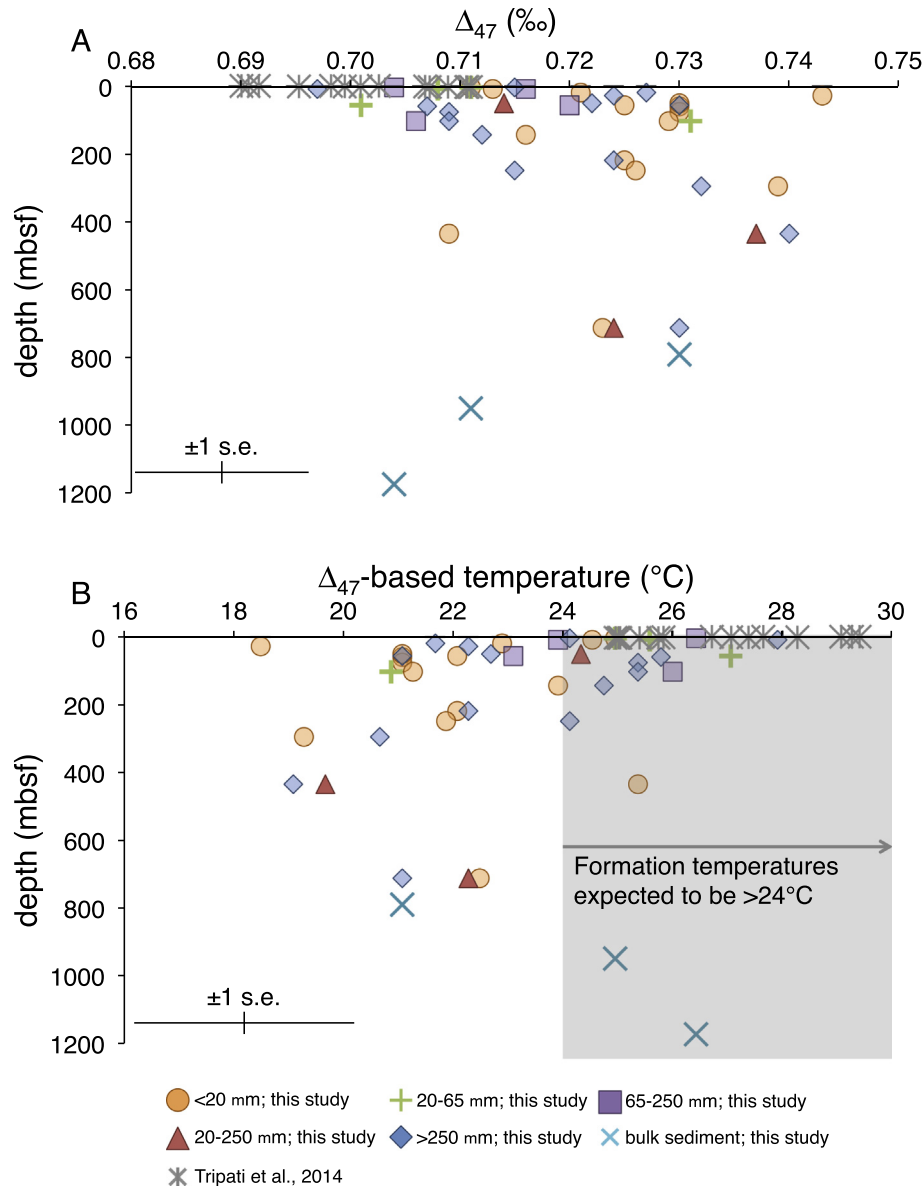 A
Δ47 (‰)
0.68 0.69 0.70 0.71 0.72 0.73 0.74 0.75
depth (mbsf)
0
200
400
600
800
1000
1200
±1 s.e.
B
Δ47-based temperature (°C)
16 18 20 22 24 26 28 30
depth (mbsf)
0
200
400
600
800
1000
1200
Formation temperatures
expected to be >24°C
±1 s.e.
<20 mm; this study 20-65 mm; this study 65-250 mm; this study
20-250 mm; this study >250 mm; this study bulk sediment; this study
Tripati et al., 2014